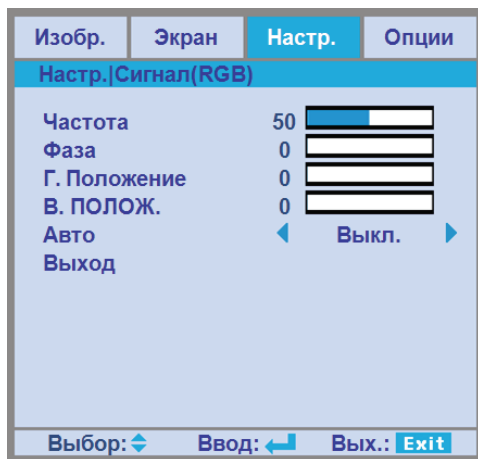 Изобр. Экран Настр. Опции
Настр.|Сигнал(RGB)
Частота 50
Фаза 0
Г. Положение 0
В. ПОЛОЖ. 0
Авто Выкл.
Выход
Выбор: Ввод: Вых.: Exit